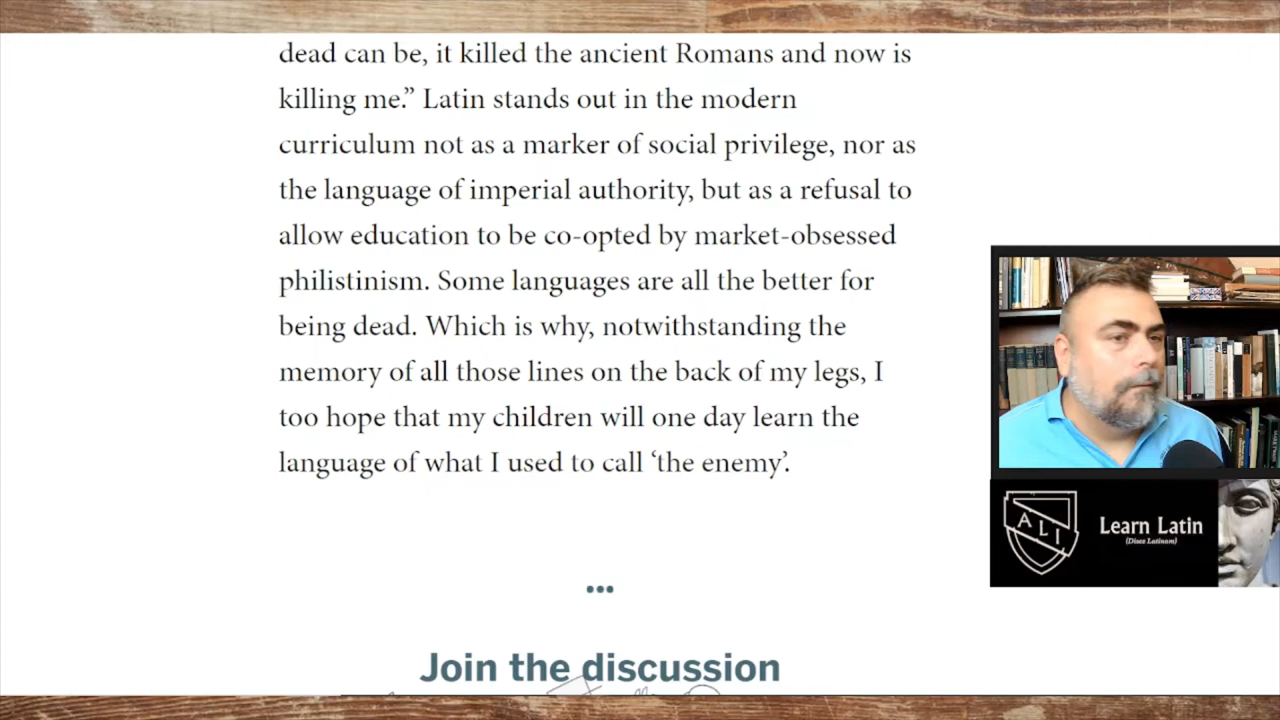 dead can be, it killed the ancient Romans and now is
killing me.” Latin stands out in the modern
curriculum not as a marker of social privilege, nor as
the language of imperial authority, but as a refusal to
allow education to be co-opted by market-obsessed
philistinism. Some languages are all the better for
being dead. Which is why, notwithstanding the
memory of all those lines on the back of my legs, I
too hope that my children will one day learn the
language of what I used to call ‘the enemy’.
ALI
Learn Latin
(Disce Latinam)
Join the discussion